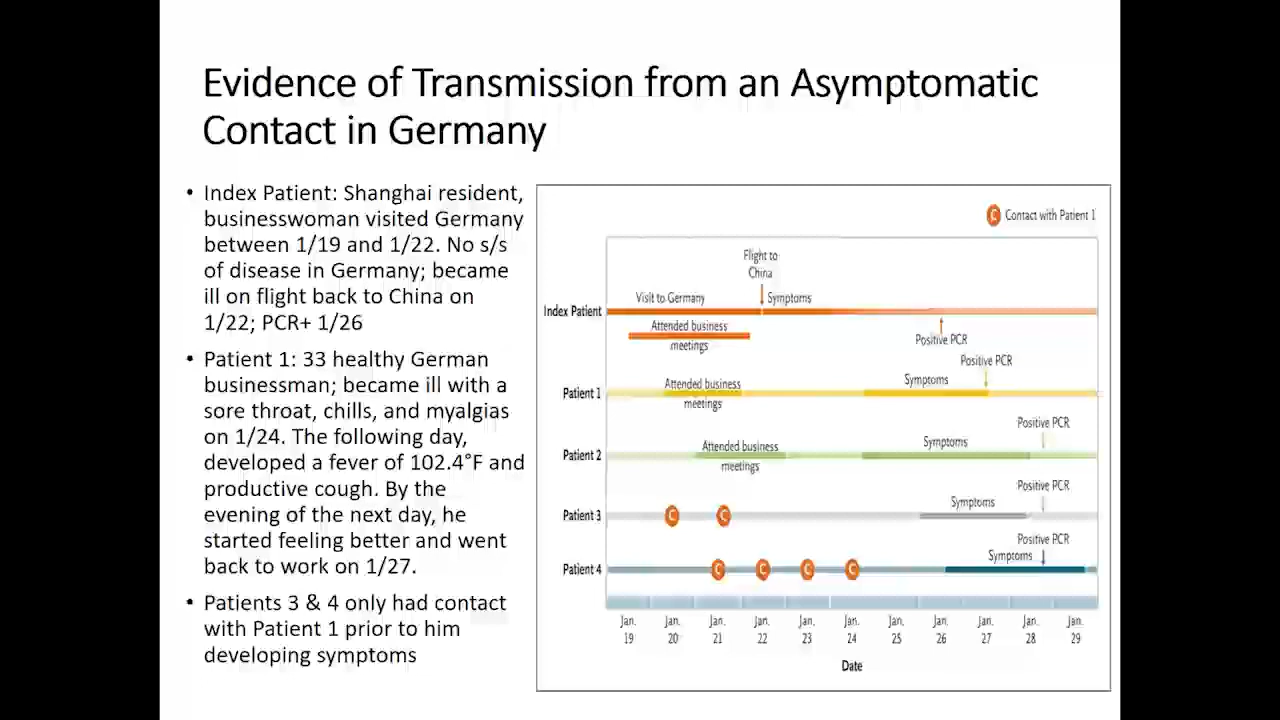 Evidence of Transmission from an Asymptomatic
Contact in Germany
• Index Patient: Shanghai resident,
businesswoman visited Germany
between 1/19 and 1/22. No s/s
of disease in Germany; became
ill on flight back to China on
1/22; PCR+ 1/26
• Patient 1: 33 healthy German
businessman; became ill with a
sore throat, chills, and myalgias
on 1/24. The following day,
developed a fever of 102.4°F and
productive cough. By the
evening of the next day, he
started feeling better and went
back to work on 1/27.
• Patients 3 & 4 only had contact
with Patient 1 prior to him
developing symptoms
C Contact with Patient 1
Flight to
China
Visit to Germany
Symptoms
Index Patient
Attended business
meetings
Positive PCR
Positive PCR
Attended business
meetings
Symptoms
Patient 1
Positive PCR
Attended business
meetings
Symptoms
Patient 2
Positive PCR
Symptoms
Patient 3 C C
Positive PCR
Symptoms
Patient 4 C C C C
Jan. Jan. Jan. Jan. Jan. Jan. Jan. Jan. Jan. Jan. Jan.
19 20 21 22 23 24 25 26 27 28 29
Date